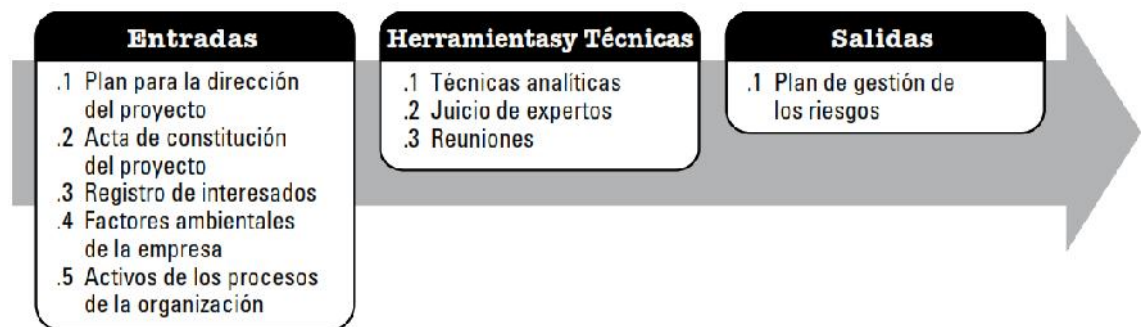 Entradas
.1 Plan para la dirección
del proyecto
.2 Acta de constitución
del proyecto
.3 Registro de interesados
.4 Factores ambientales
de la empresa
.5 Activos de los procesos
de la organización
Herramientasy Técnicas
.1 Técnicas analíticas
.2 Juicio de expertos
.3 Reuniones
Salidas
.1 Plan de gestión de
los riesgos